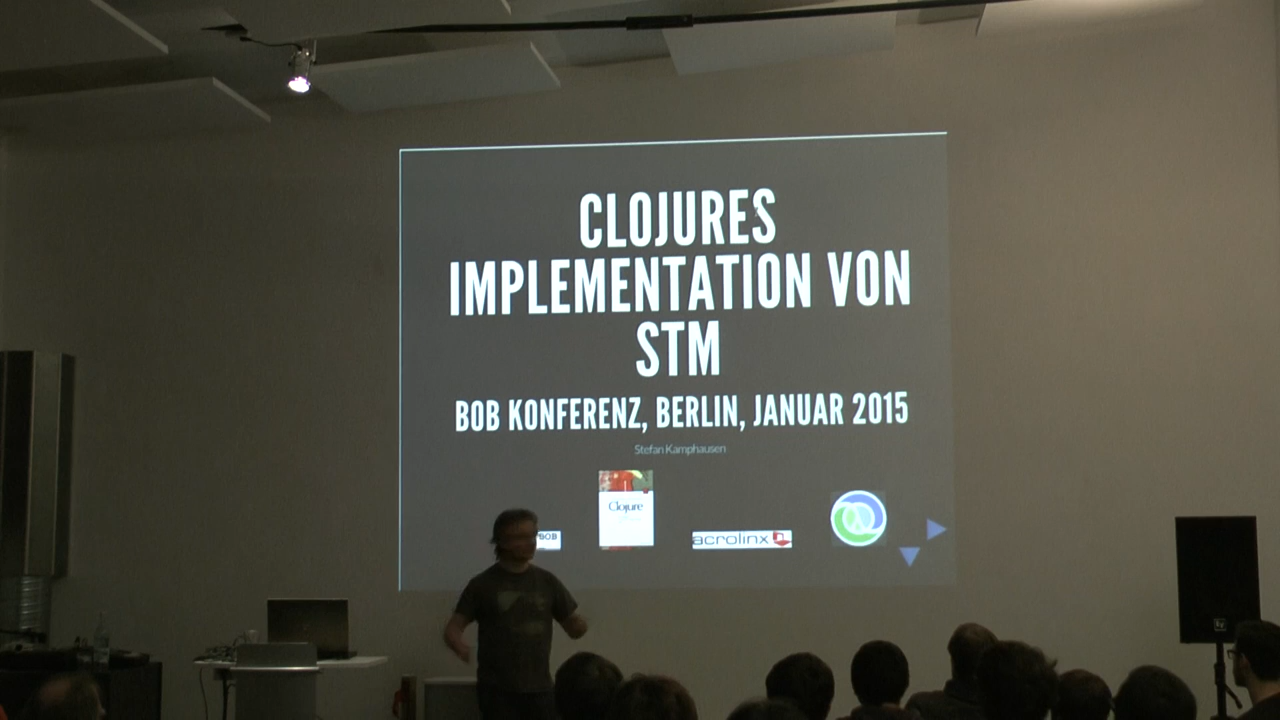 CLOJURES
IMPLEMENTATION VON
STM
BOB KONFERENZ, BERLIN, JANUAR 2015
Stefan Kamphausen
BOB
Clojure
acrolinx